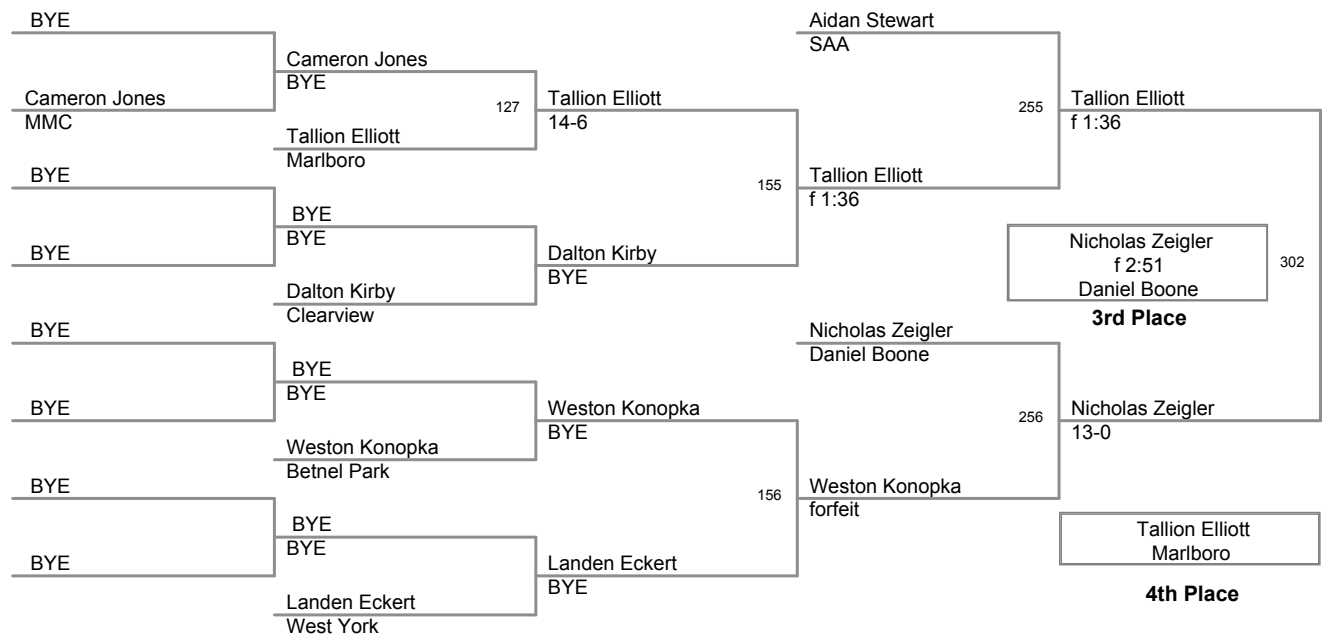 BYE
Cameron Jones
MMC
BYE
BYE
BYE
BYE
BYE
BYE
Cameron Jones
BYE
Tallion Elliott
Marlboro
BYE
BYE
Dalton Kirby
Clearview
BYE
BYE
Weston Konopka
Betnel Park
BYE
BYE
Landen Eckert
West York
127
Tallion Elliott
14-6
Dalton Kirby
BYE
Weston Konopka
BYE
Landen Eckert
BYE
155
156
Aidan Stewart
SAA
Tallion Elliott
f 1:36
Nicholas Zeigler
Daniel Boone
Weston Konopka
forfeit
255
256
Tallion Elliott
f 1:36
Nicholas Zeigler
f 2:51
Daniel Boone
3rd Place
302
Nicholas Zeigler
13-0
Tallion Elliott
Marlboro
4th Place